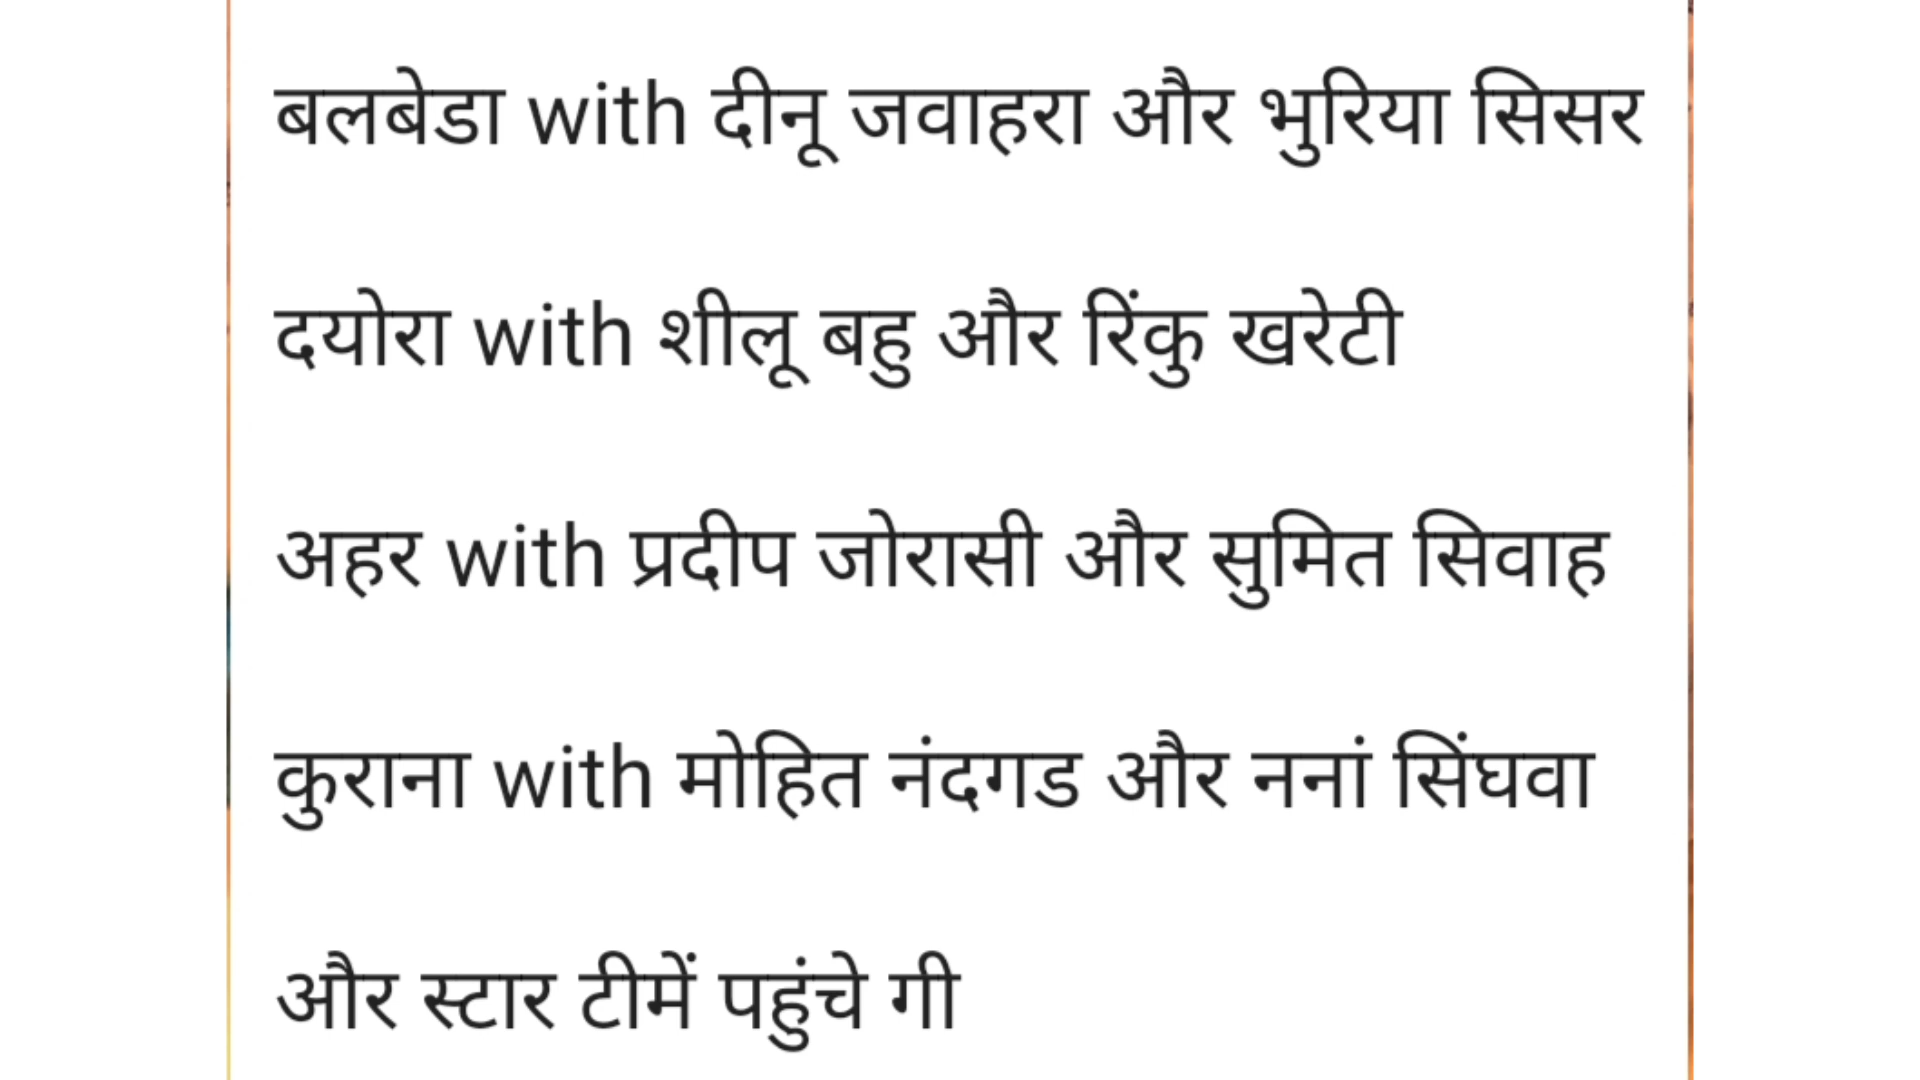 बलबेडा with दीनू जवाहरा और भुरिया सिसर
दयोरा with शीलू बहु और रिंकु खरेटी
अहर with प्रदीप जोरासी और सुमित सिवाह
कुराना with मोहित नंदगड और ननां सिंघवा
और स्टार टीमें पहुंचे गी